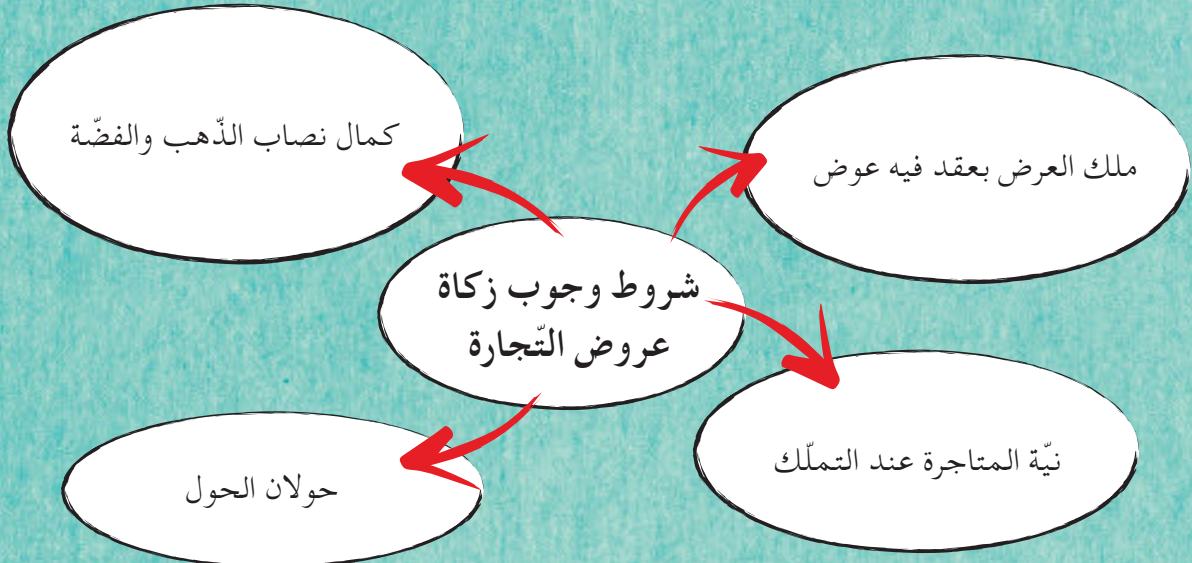 شروط وجوب زكاة
عروض التّجارة
ملك العرض بعقد فيه عوض
نيّة المتاجرة عند التملّك
كمال نصاب الذّهب والفضّة
حولان الحول